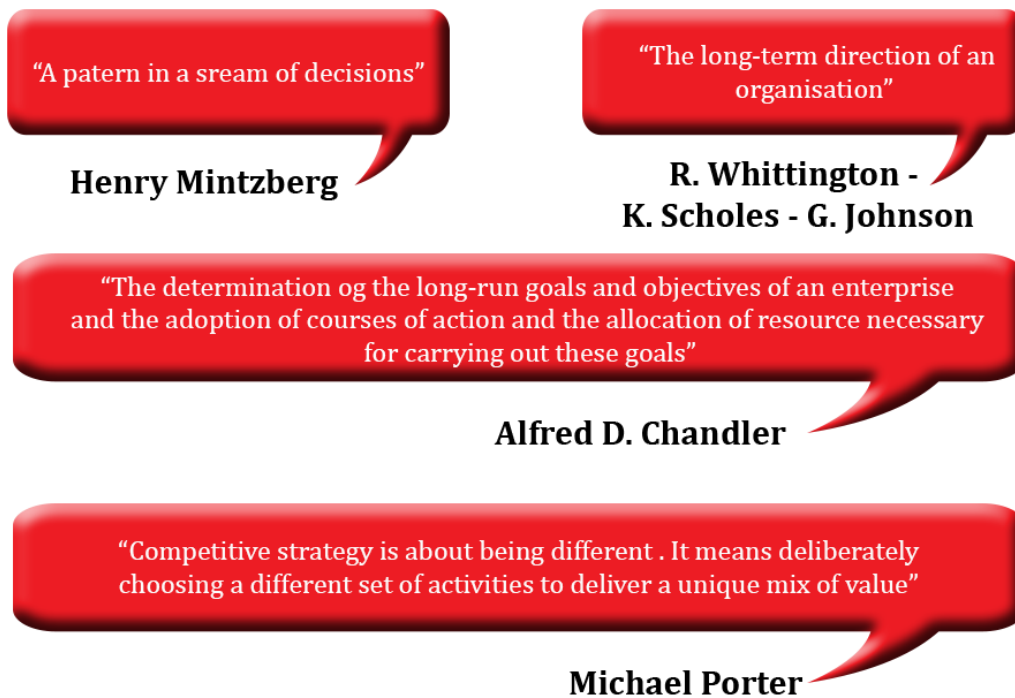 “A patern in a sream of decisions”
Henry Mintzberg
“The long-term direction of an
organisation”
R. Whittington -
K. Scholes - G. Johnson
“The determination og the long-run goals and objectives of an enterprise
and the adoption of courses of action and the allocation of resource necessary
for carrying out these goals”
Alfred D. Chandler
“Competitive strategy is about being different . It means deliberately
choosing a different set of activities to deliver a unique mix of value”
Michael Porter